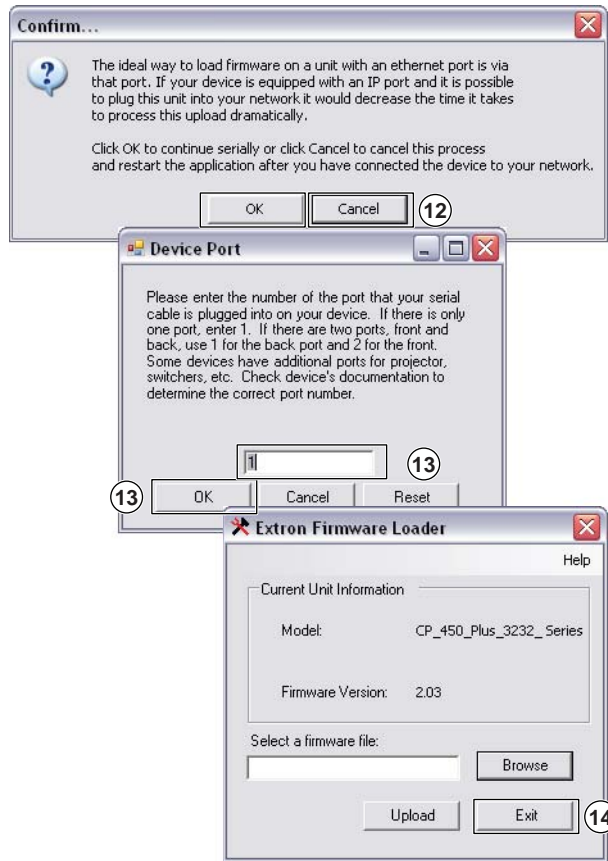 Confirm...
The ideal way to load firmware on a unit with an ethernet port is via
that port. If your device is equipped with an IP port and it is possible
to plug this unit into your network it would decrease the time it takes
to process this upload dramatically.
Click OK to continue serially or click Cancel to cancel this process
and restart the application after you have connected the device to your network.
OK Cancel 12
Device Port
Please enter the number of the port that your serial
cable is plugged into on your device. If there is only
one port, enter 1. If there are two ports, front and
back, use 1 for the back port and 2 for the front.
Some devices have additional ports for projector,
switchers, etc. Check device's documentation to
determine the correct port number.
1 13
13 OK Cancel Reset
Extron Firmware Loader
Help
Current Unit Information
Model: CP_450_Plus_3232_ Series
Firmware Version: 2.03
Select a firmware file:
Browse
Upload Exit 14